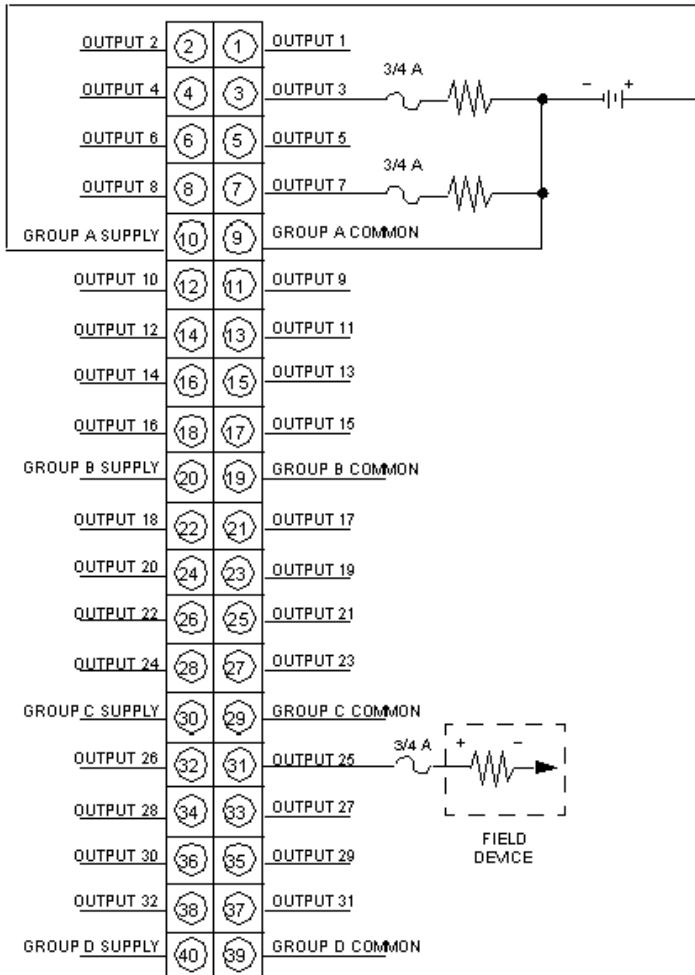 OUTPUT 2 2 1 OUTPUT 1
3/4 A
OUTPUT 4 4 3 OUTPUT 3 - +
OUTPUT 6 6 5 OUTPUT 5
3/4 A
OUTPUT 8 8 7 OUTPUT 7
GROUP A SUPPLY 10 9 GROUP A COMMON
OUTPUT 10 12 11 OUTPUT 9
OUTPUT 12 14 13 OUTPUT 11
OUTPUT 14 16 15 OUTPUT 13
OUTPUT 16 18 17 OUTPUT 15
GROUP B SUPPLY 20 19 GROUP B COMMON
OUTPUT 18 22 21 OUTPUT 17
OUTPUT 20 24 23 OUTPUT 19
OUTPUT 22 26 25 OUTPUT 21
OUTPUT 24 28 27 OUTPUT 23
GROUP C SUPPLY 30 29 GROUP C COMMON
OUTPUT 26 32 31 OUTPUT 25 3/4 A + -
OUTPUT 28 34 33 OUTPUT 27
FIELD
DEVICE
OUTPUT 30 36 35 OUTPUT 29
OUTPUT 32 38 37 OUTPUT 31
GROUP D SUPPLY 40 39 GROUP D COMMON